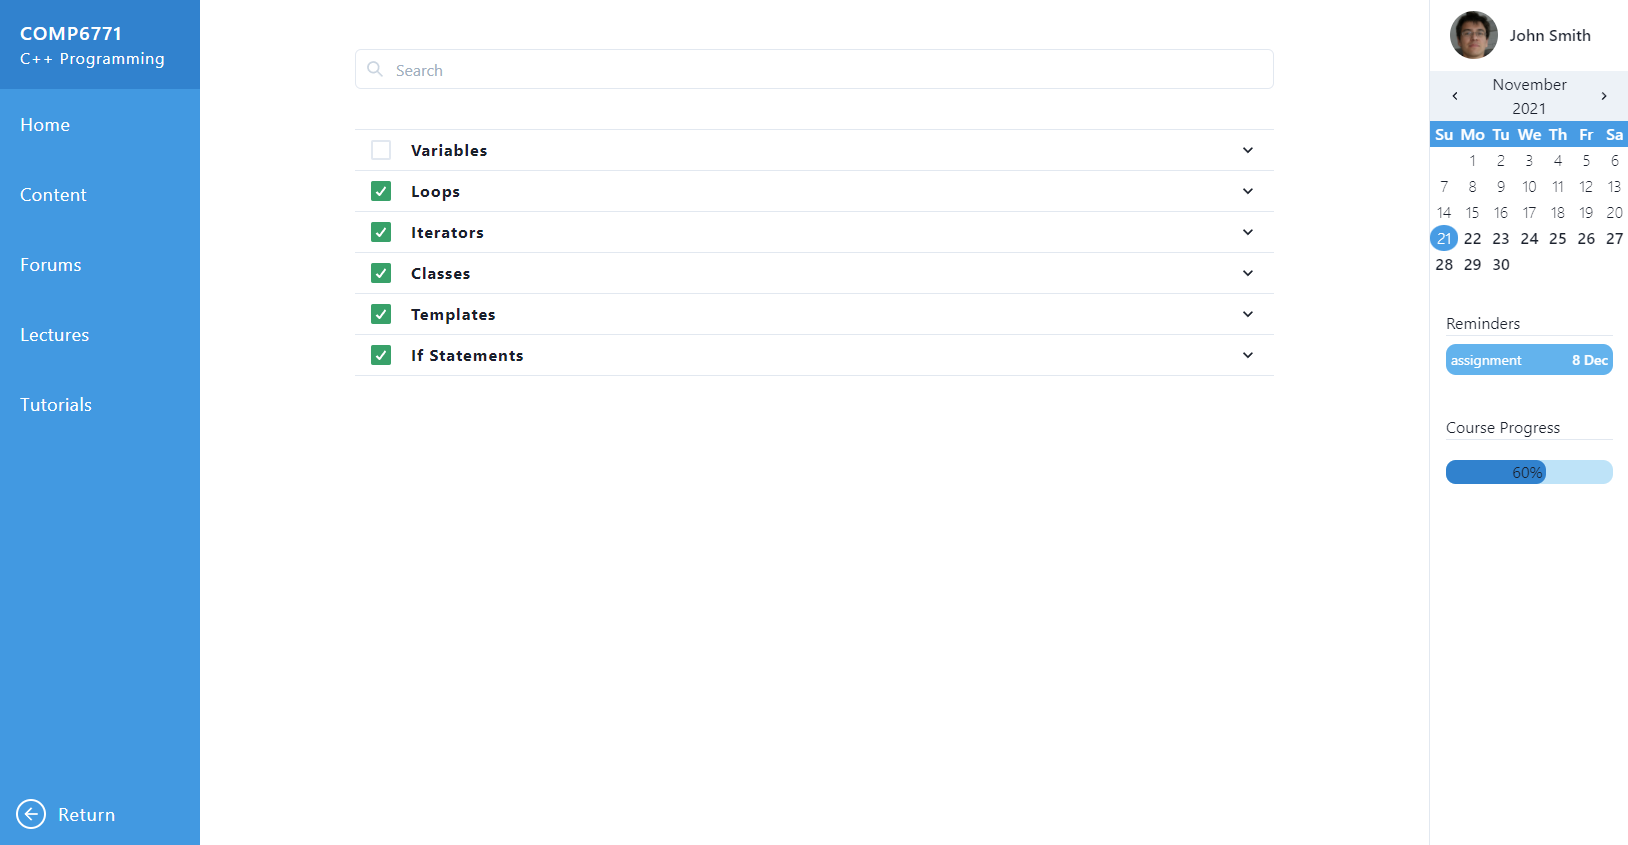 COMP6771
C++ Programming
Home
Content
Forums
Lectures
Tutorials
Return
Search
Variables
Loops
Iterators
Classes
Templates
If Statements
John Smith
November
2021
Su Mo Tu We Th Fr Sa
1 2 3 4 5 6
7 8 9 10 11 12 13
14 15 16 17 18 19 20
21 22 23 24 25 26 27
28 29 30
Reminders
assignment 8 Dec
Course Progress
60%